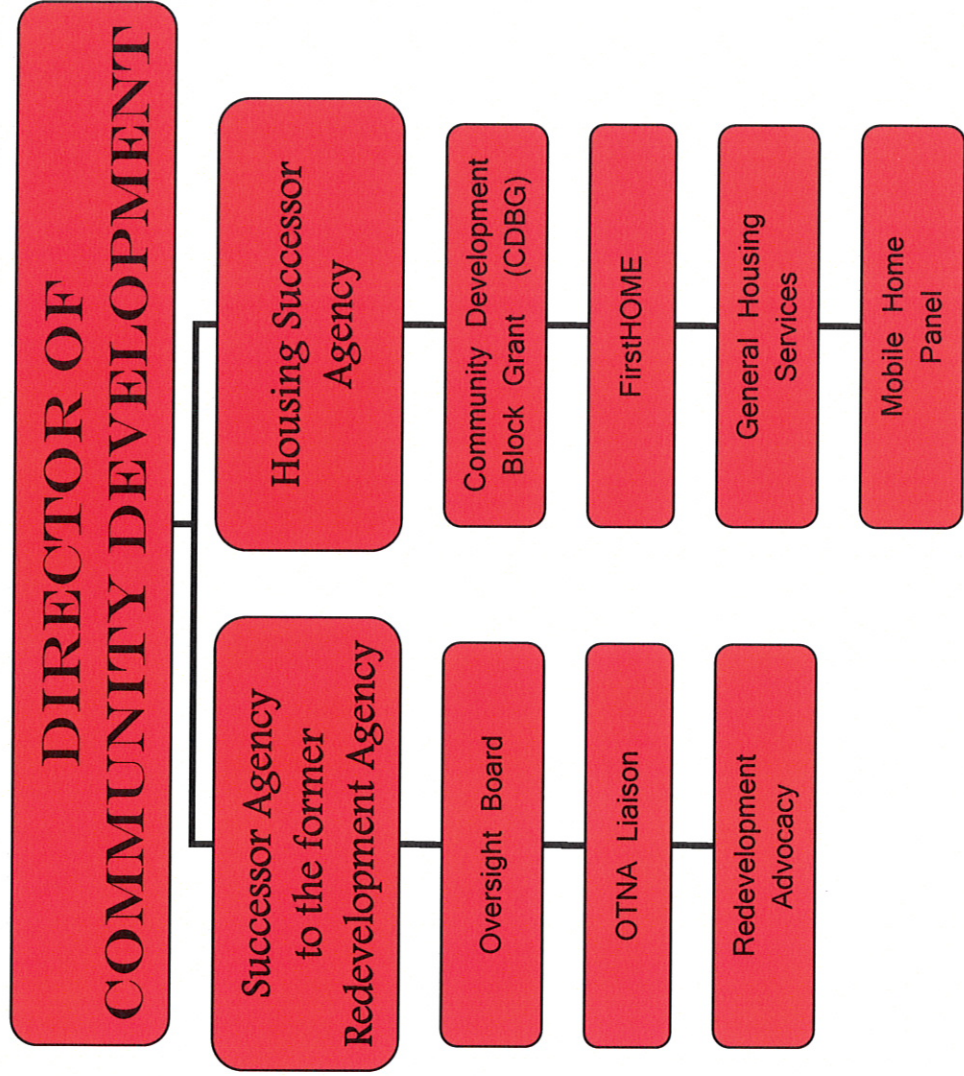 DIRECTOR OF
COMMUNITY DEVELOPMENT
Successor Agency
to the former
Redevelopment Agency
Oversight Board
OTNA Liaison
Redevelopment
Advocacy
Housing Successor
Agency
Community Development
Block Grant (CDBG)
FirstHOME
General Housing
Services
Mobile Home
Panel